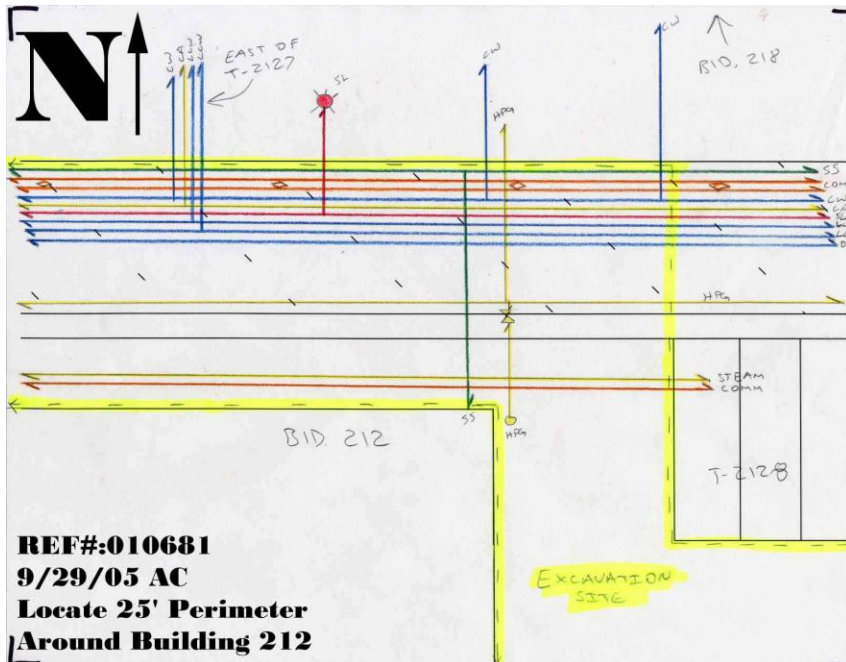 N
EAST OF
T-2127
SL
CW
CW
BLD. 218
HPG
SS
COMM
CW
HPG
STEAM
COMM
SS
HPG
BLD. 212
T-2128
EXCAVATION
SITE
REF#:010681
9/29/05 AC
Locate 25' Perimeter
Around Building 212